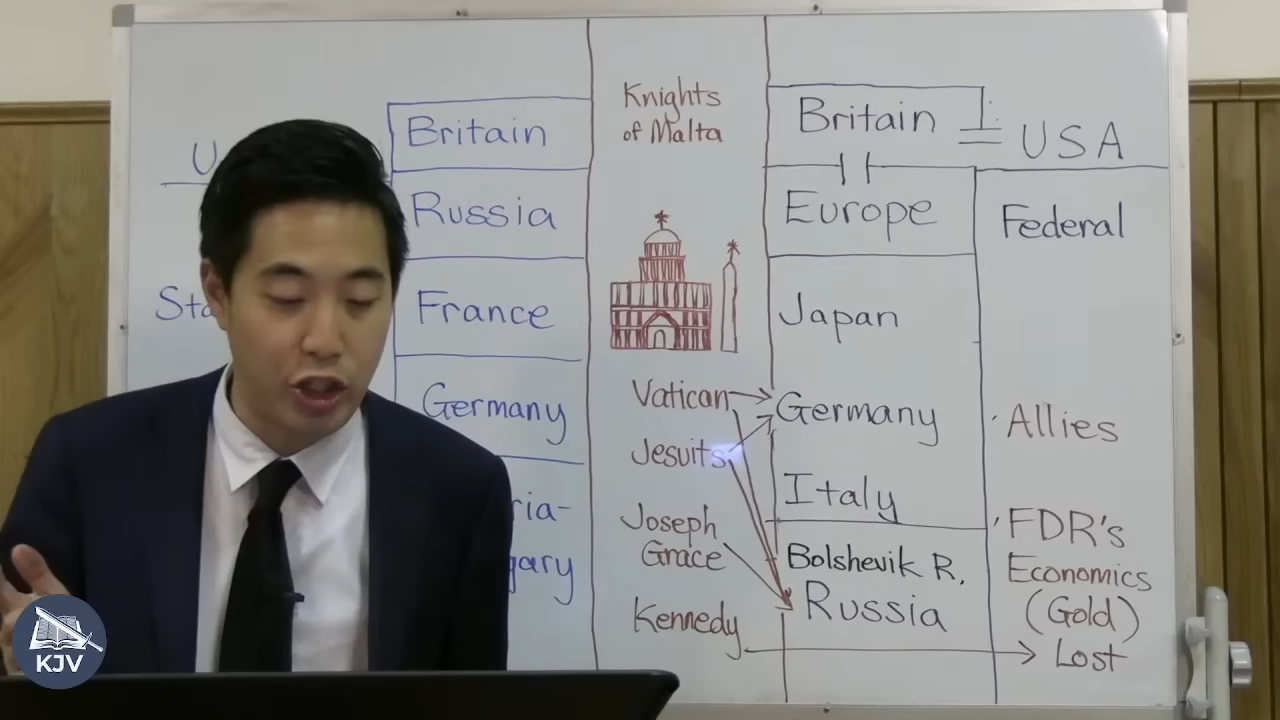 Britain
Russia
France
Germany
Knights
of Malta
Vatican
Jesuits
Joseph
Grace
Kennedy
Britain
Europe
Japan
Germany
Italy
Bolshevik R.
Russia
USA
Federal
Allies
FDR's
Economics
(Gold)
Lost
KJV